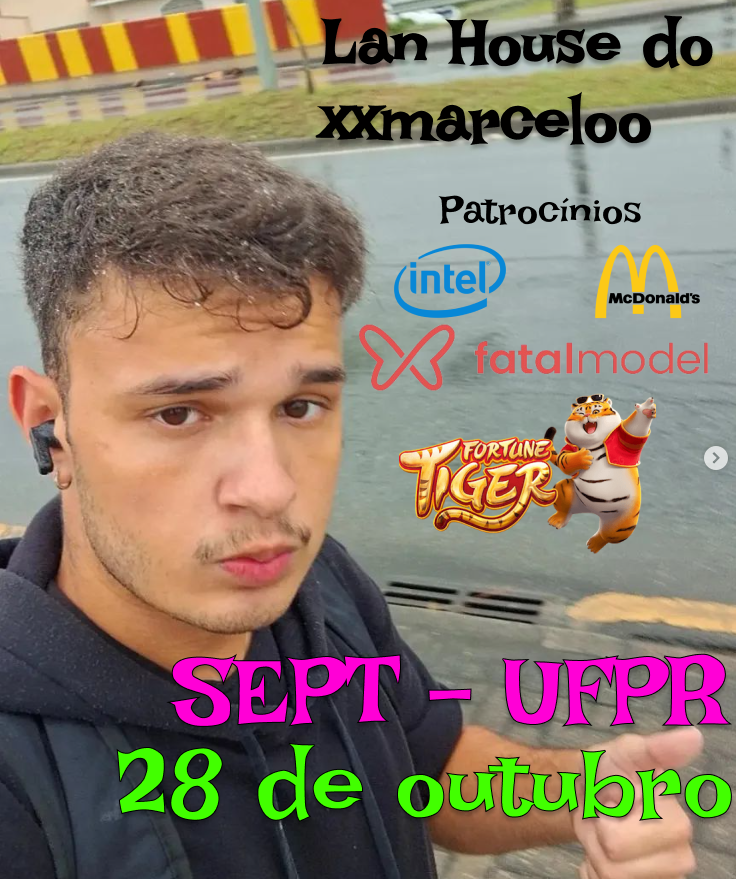 Lan House do
xxmarceloo
Patrocínios
intel
McDonald's
fatalmodel
FORTUNE
TIGER
SEPT - UFPR
28 de outubro